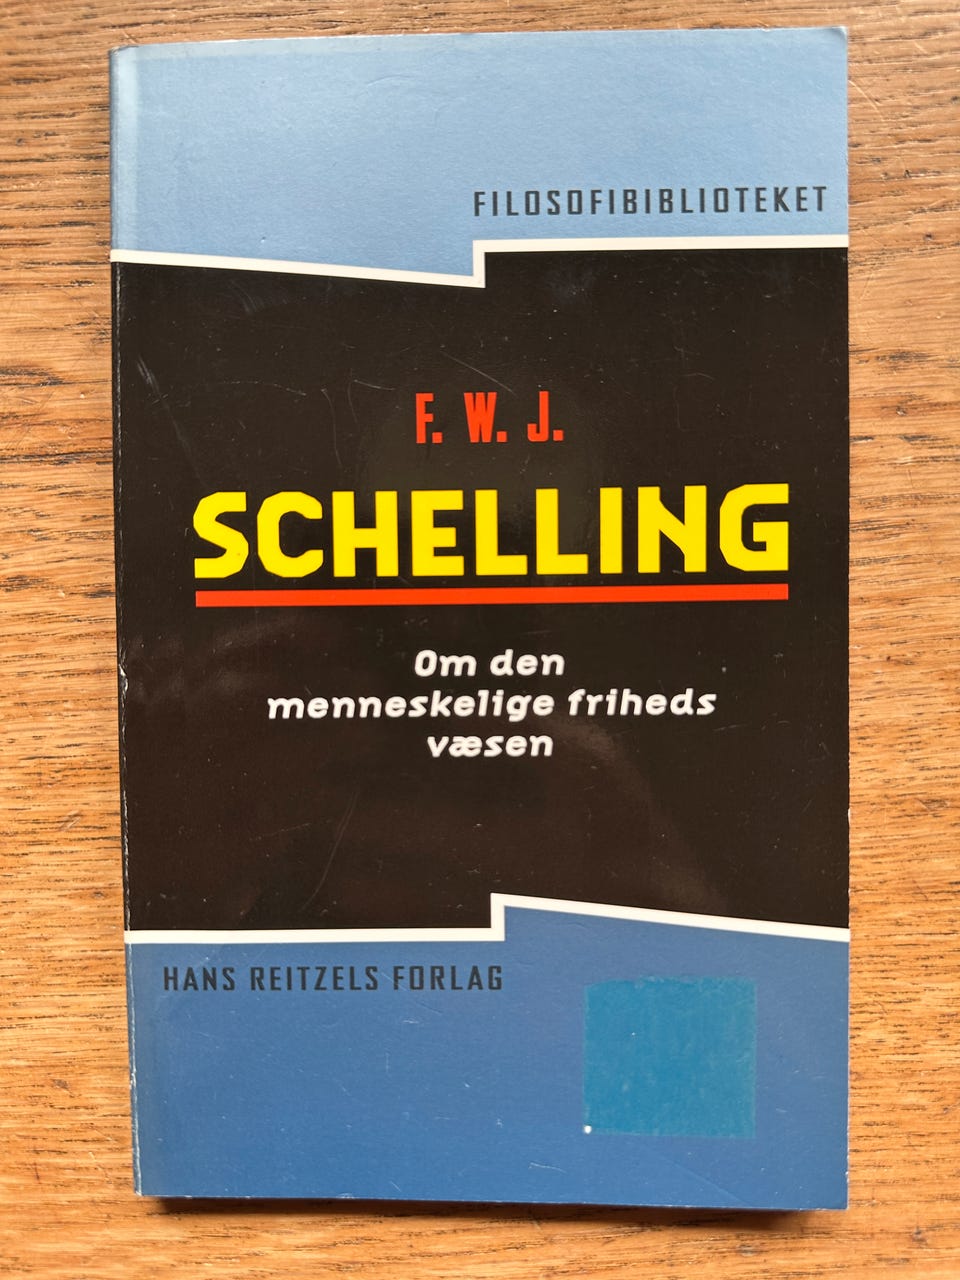 FILOSOFIBIBLIOTEKET
F. W. J.
SCHELLING
Om den
menneskelige friheds
væsen
HANS REITZELS FORLAG